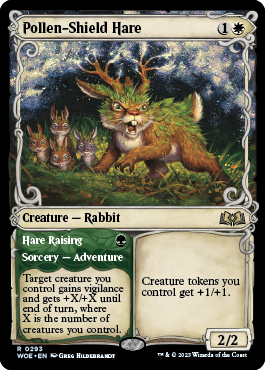 Pollen-Shield Hare 1
Creature — Rabbit
Hare Raising
Sorcery — Adventure
Target creature you
control gains vigilance
and gets +X/+X until
end of turn, where
X is the number of
creatures you control.
Creature tokens you
control get +1/+1.
2/2
R 0293
WOE • EN Greg Hildebrandt
™ & © 2023 Wizards of the Coast